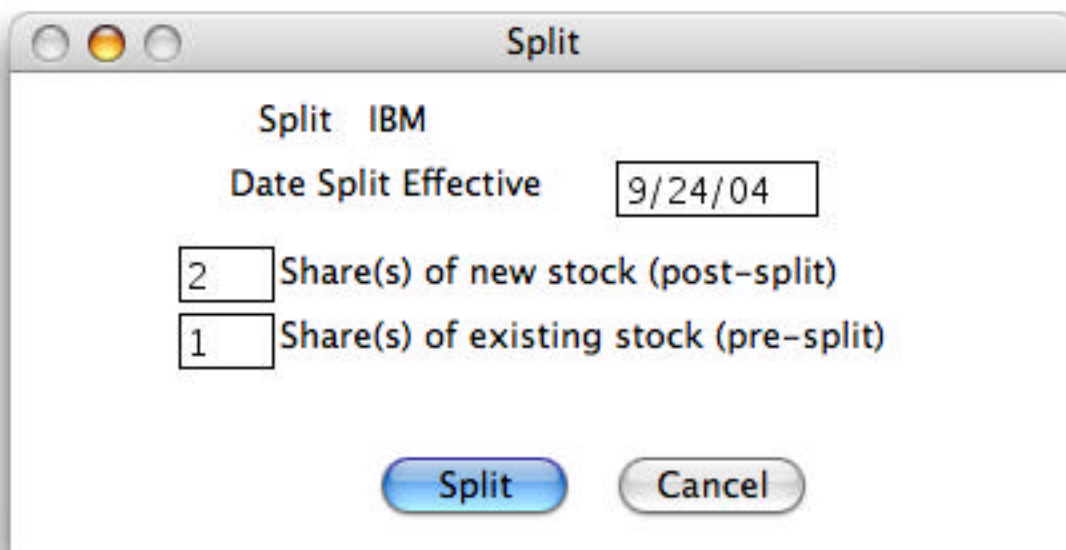 Split
Split IBM
Date Split Effective 9/24/04
2 Share(s) of new stock (post-split)
1 Share(s) of existing stock (pre-split)
Split Cancel